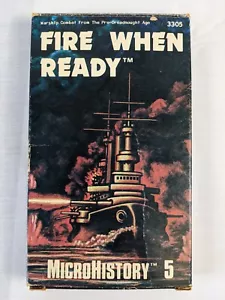 Warship Combat From The Pre-Dreadnought Age
3305
FIRE WHEN
READY™
MICROHISTORY™ 5